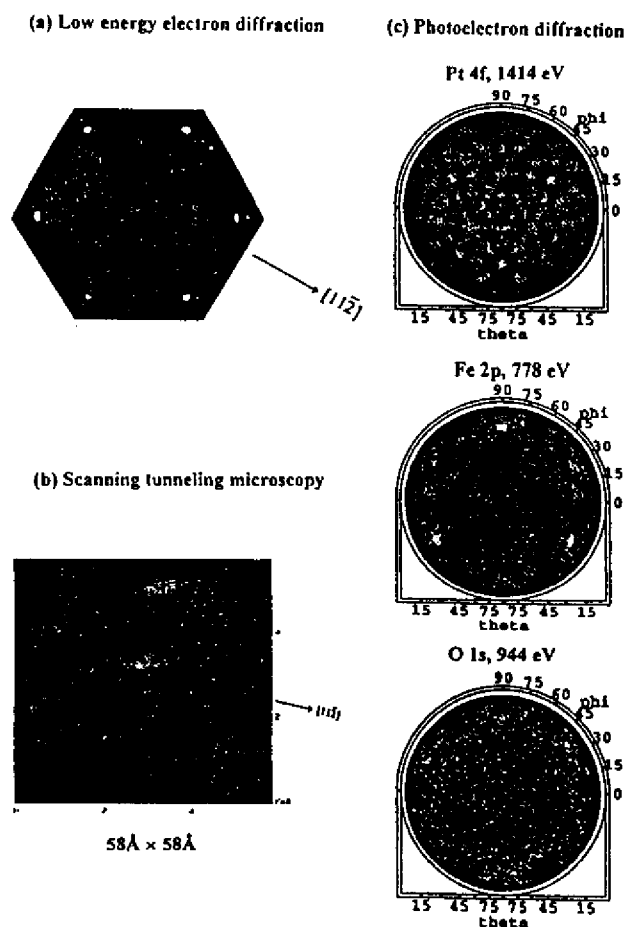 (a) Low energy electron diffraction
(c) Photoelectron diffraction
Pt 4f, 1414 eV
90 75 60 phi
45
30
15
0
15 45 75 75 45 15
theta
[112̄]
Fe 2p, 778 eV
90 75 60 phi
45
30
15
0
15 45 75 75 45 15
theta
(b) Scanning tunneling microscopy
58Å × 58Å
O 1s, 944 eV
90 75 60 phi
45
30
15
0
15 45 75 75 45 15
theta